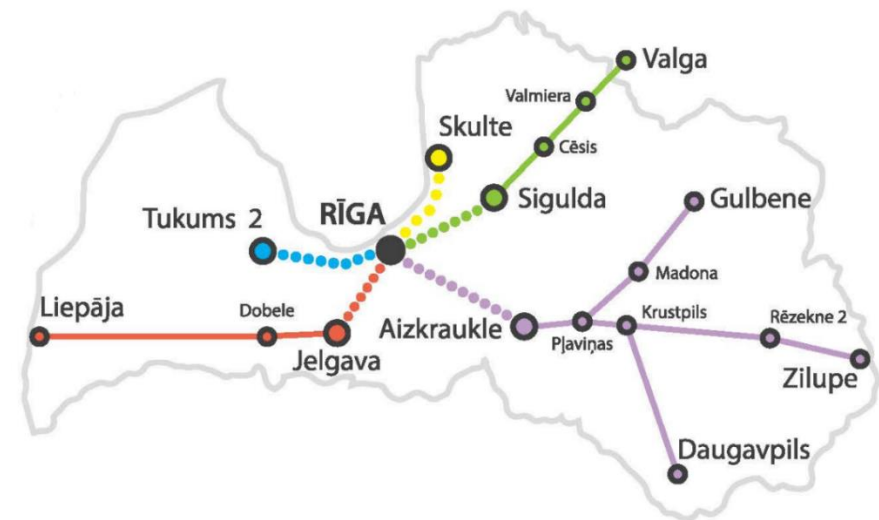 Valga
Valmiera
Skulte
Cēsis
Sigulda
Gulbene
RĪGA
Tukums 2
Madona
Liepāja
Dobele
Krustpils
Rēzekne 2
Aizkraukle
Pļaviņas
Jelgava
Zilupe
Daugavpils